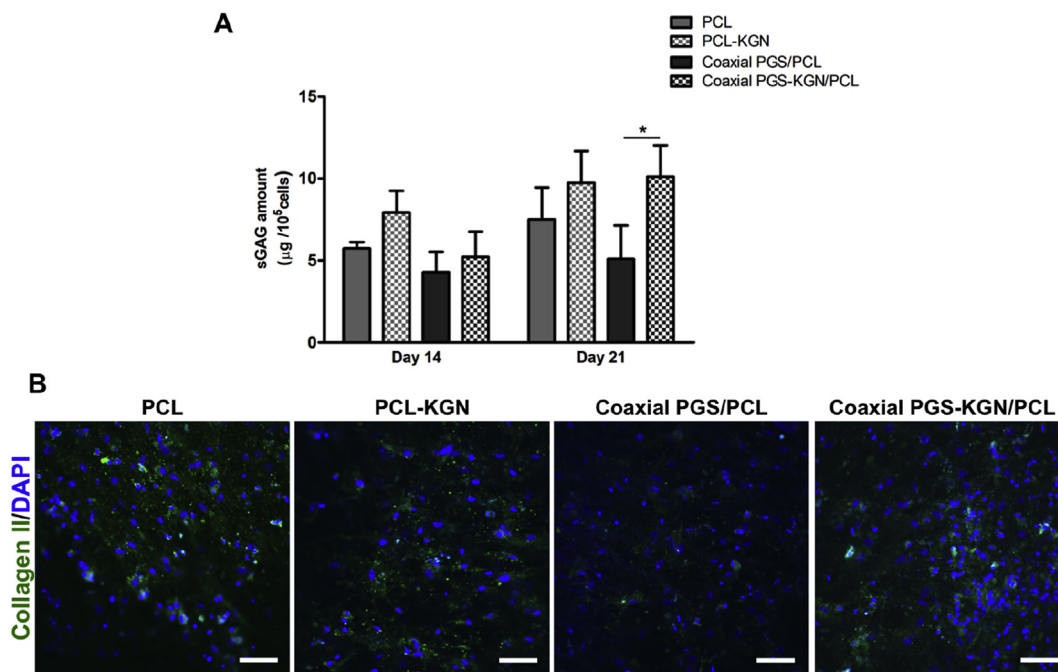 A
PCL
PCL-KGN
Coaxial PGS/PCL
Coaxial PGS-KGN/PCL
15
10
5
0
sGAG amount
(µg /10⁵cells)
*
Day 14
Day 21
B
PCL
PCL-KGN
Coaxial PGS/PCL
Coaxial PGS-KGN/PCL
Collagen II/DAPI